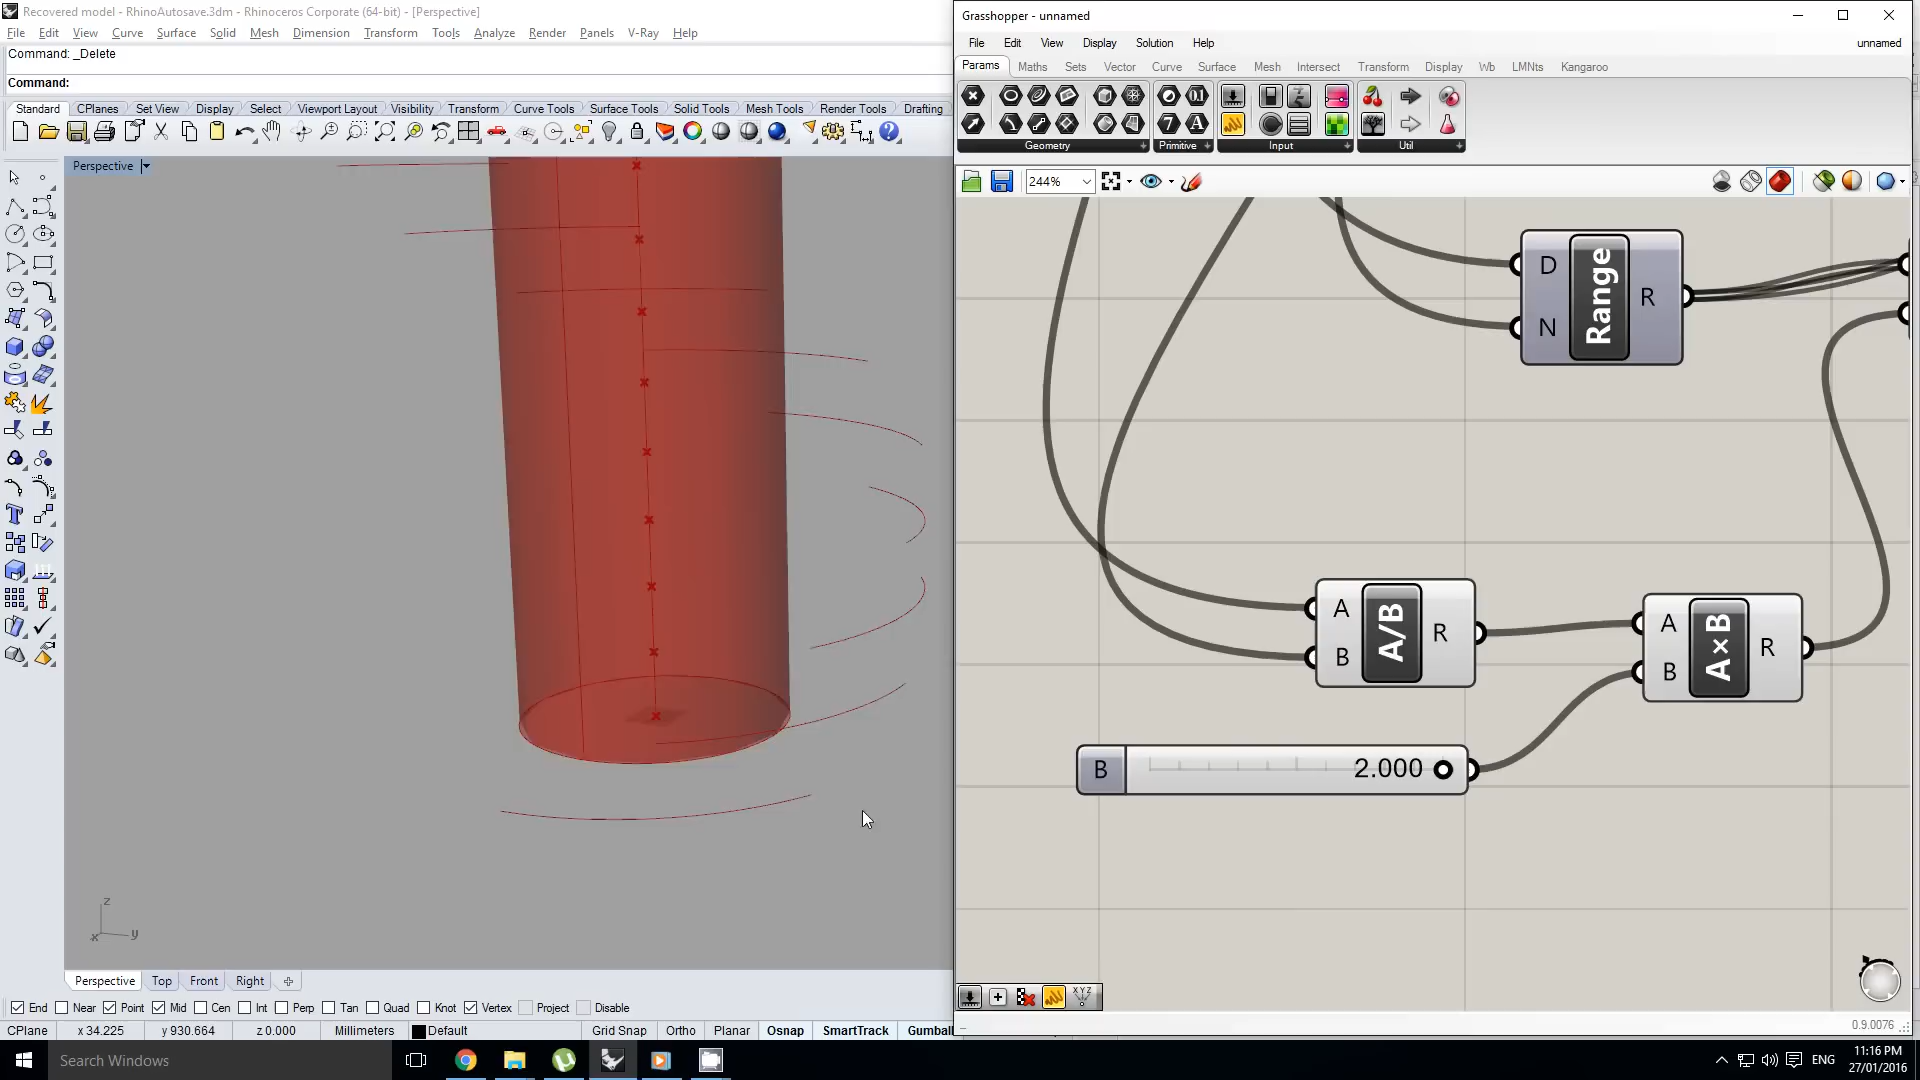 Recovered model - RhinoAutosave.3dm - Rhinoceros Corporate (64-bit) - [Perspective]
File Edit View Curve Surface Solid Mesh Dimension Transform Tools Analyze Render Panels V-Ray Help
Command: _Delete
Command:
Standard CPlanes Set View Display Select Viewport Layout Visibility Transform Curve Tools Surface Tools Solid Tools Mesh Tools Render Tools Drafting
Perspective
z
x y
Perspective Top Front Right
End Near Point Mid Cen Int Perp Tan Quad Knot Vertex Project Disable
CPlane x 34.225 y 930.664 z 0.000 Millimeters Default Grid Snap Ortho Planar Osnap SmartTrack Gumball
Grasshopper - unnamed
File Edit View Display Solution Help unnamed
Params Maths Sets Vector Curve Surface Mesh Intersect Transform Display Wb LMNts Kangaroo
Geometry Primitive Input Util
244%
D
N
Range
R
A
B
A/B
R
A
B
A×B
R
B 2.000
XYZ
0.9.0076
Search Windows
ENG
11:16 PM
27/01/2016